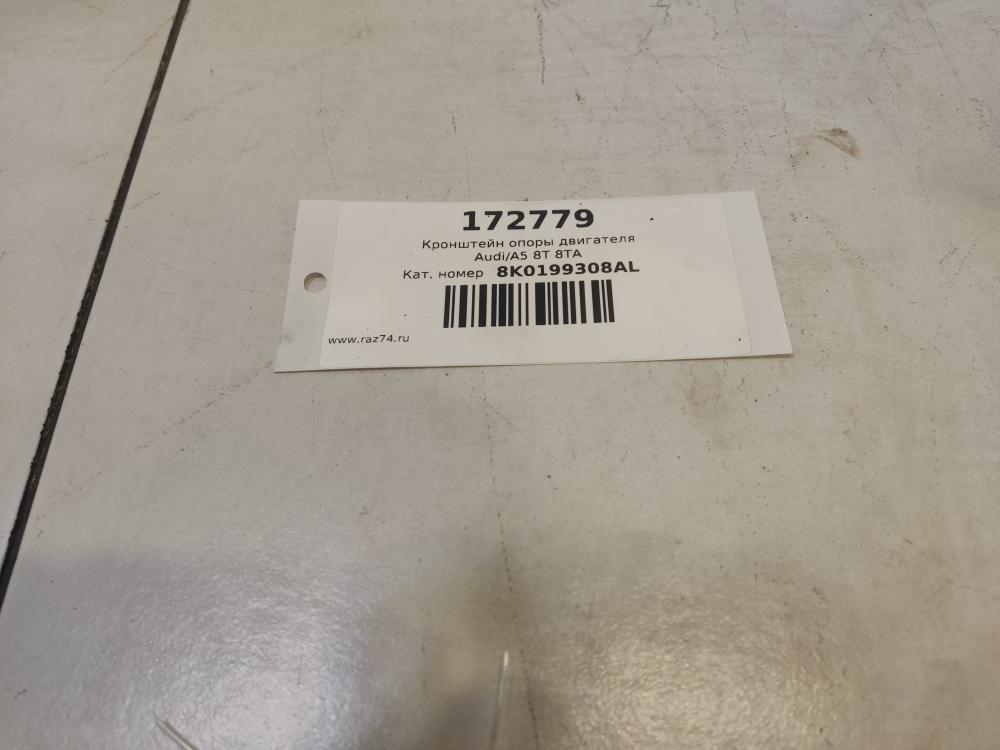 172779
Кронштейн опоры двигателя
Audi/A5 8T 8TA
Кат. номер 8K0199308AL
www.raz74.ru